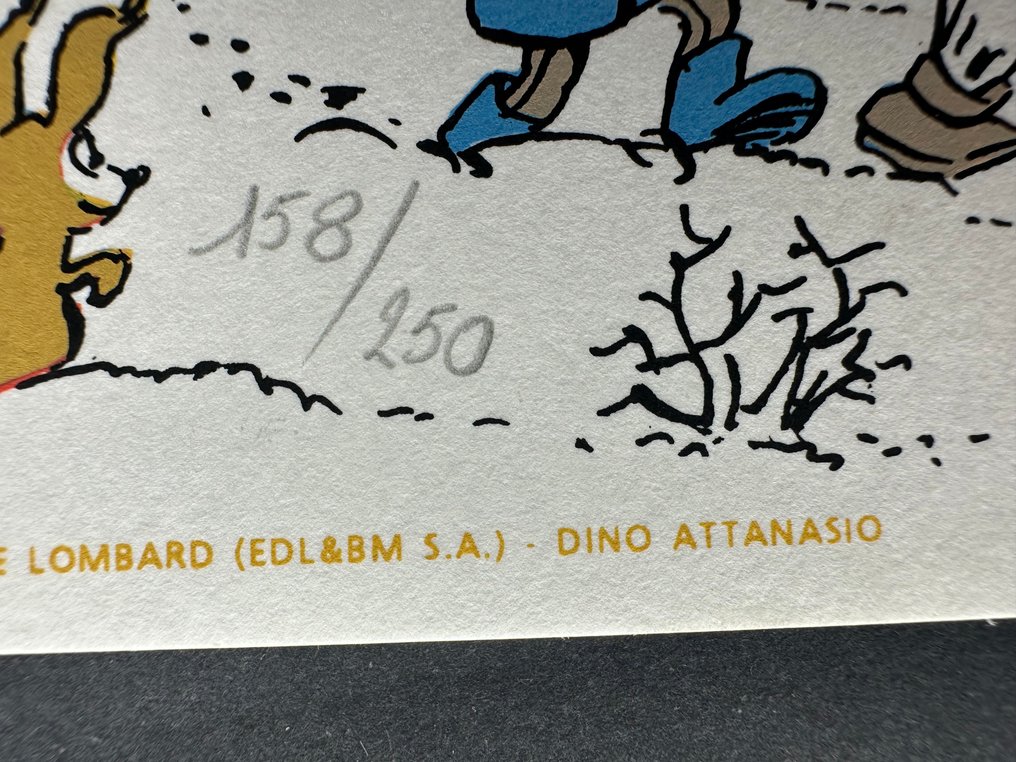 158/250
E LOMBARD (EDL&BM S.A.) - DINO ATTANASIO